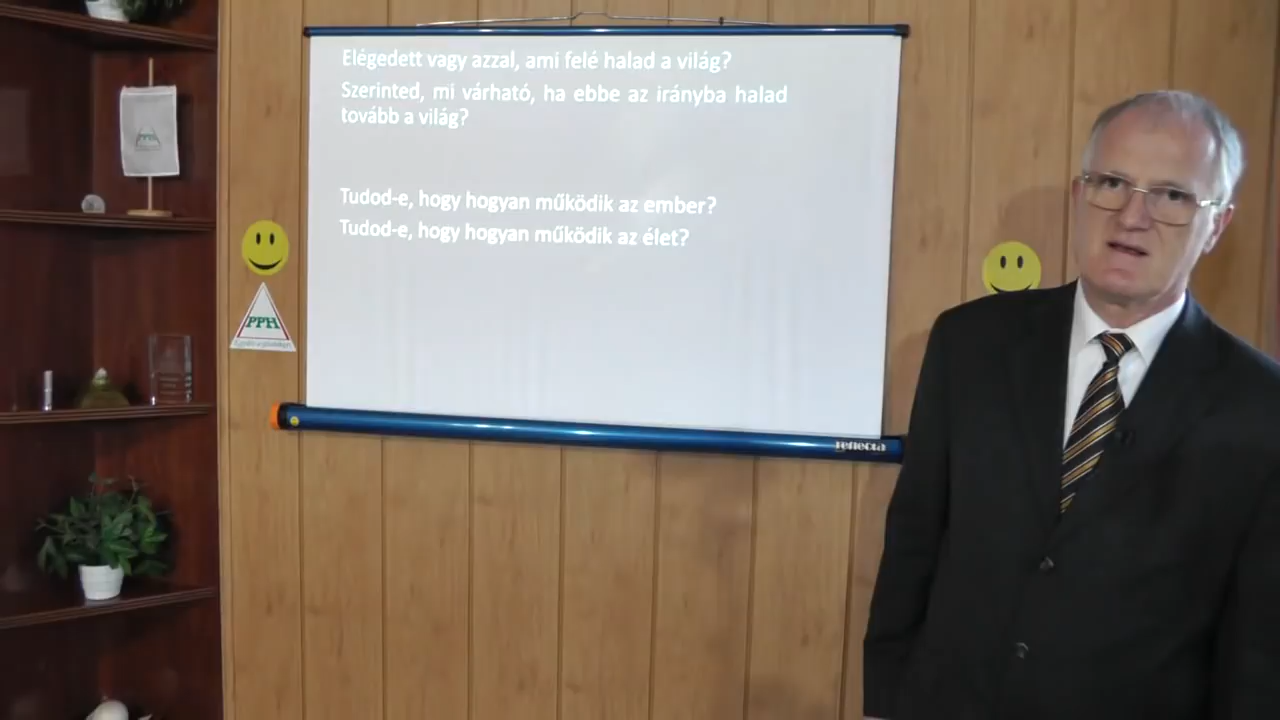 Elégedett vagy azzal, ami felé halad a világ?
Szerinted, mi várható, ha ebbe az irányba halad
tovább a világ?
Tudod-e, hogy hogyan működik az ember?
Tudod-e, hogy hogyan működik az élet?
PPH
reflecta